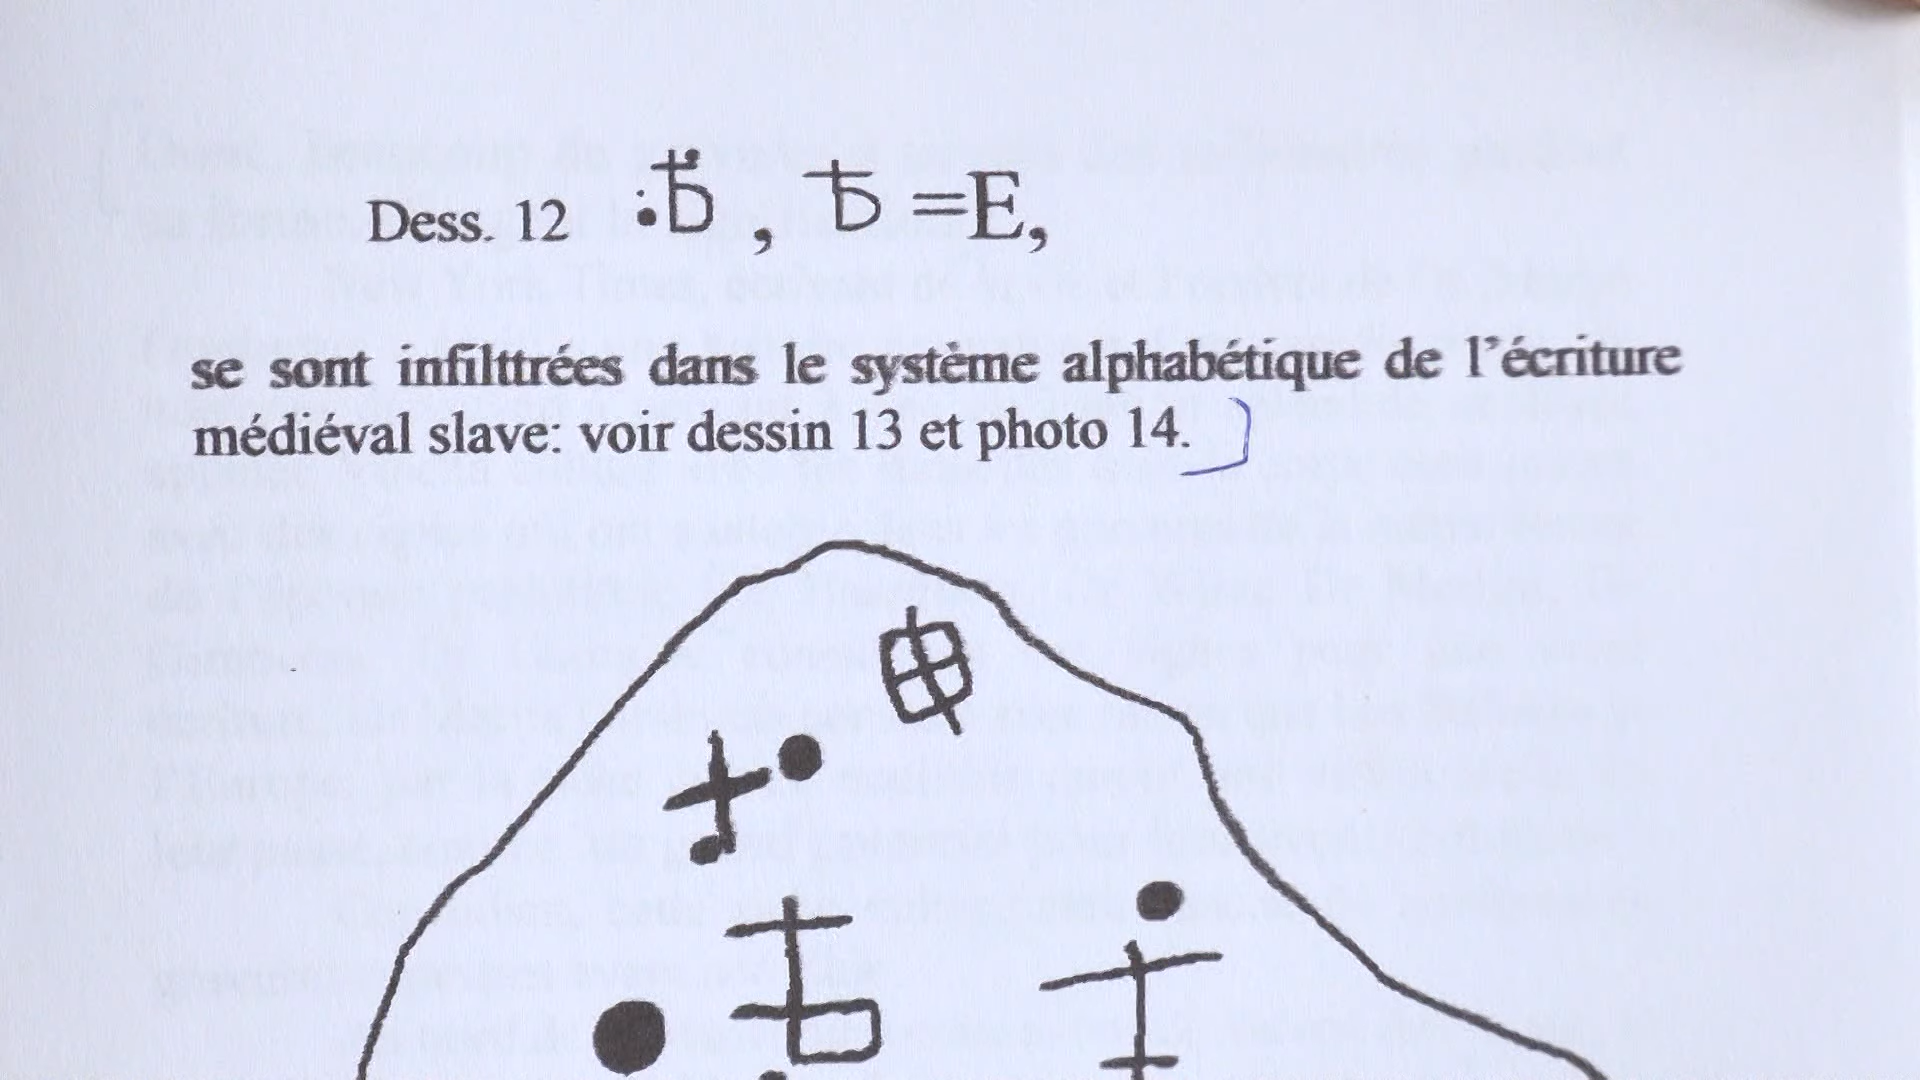 Dess. 12 :Ѣ, Ѣ =E,
se sont infilttrées dans le système alphabétique de l'écriture
médiéval slave: voir dessin 13 et photo 14.